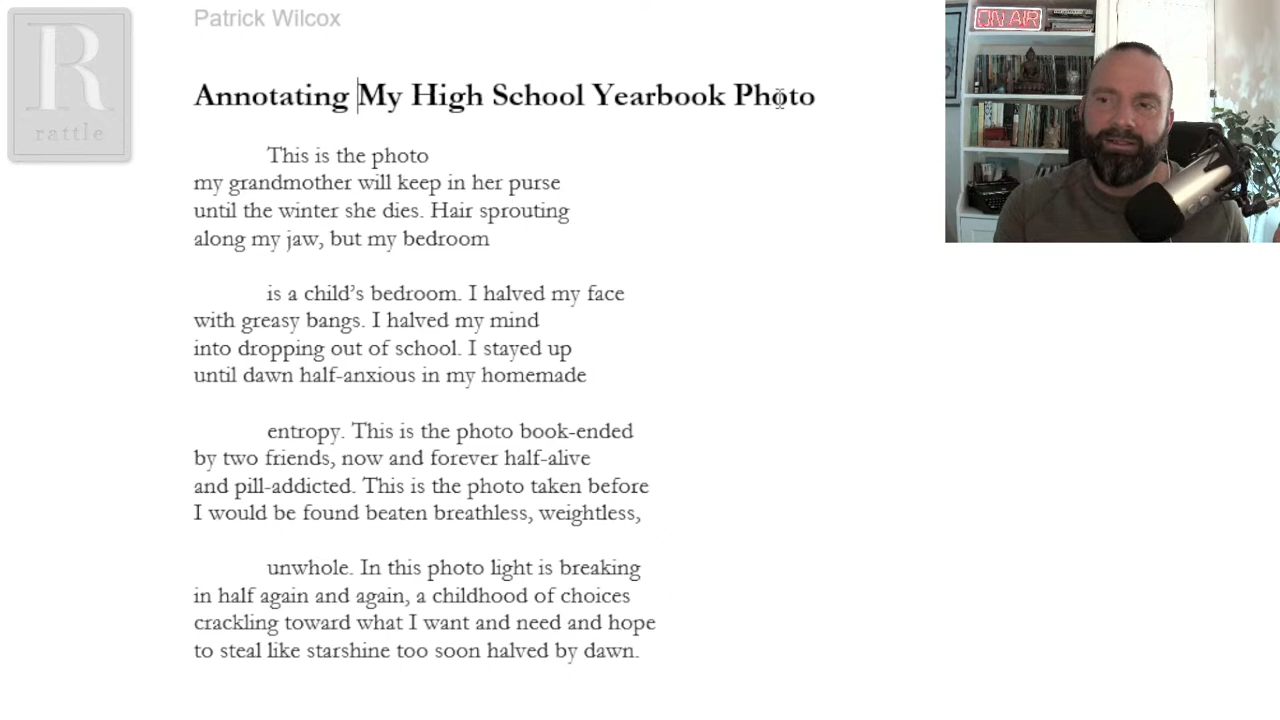 Patrick Wilcox
R
rattle
ON AIR
Annotating My High School Yearbook Photo
This is the photo
my grandmother will keep in her purse
until the winter she dies. Hair sprouting
along my jaw, but my bedroom
is a child’s bedroom. I halved my face
with greasy bangs. I halved my mind
into dropping out of school. I stayed up
until dawn half-anxious in my homemade
entropy. This is the photo book-ended
by two friends, now and forever half-alive
and pill-addicted. This is the photo taken before
I would be found beaten breathless, weightless,
unwhole. In this photo light is breaking
in half again and again, a childhood of choices
crackling toward what I want and need and hope
to steal like starshine too soon halved by dawn.